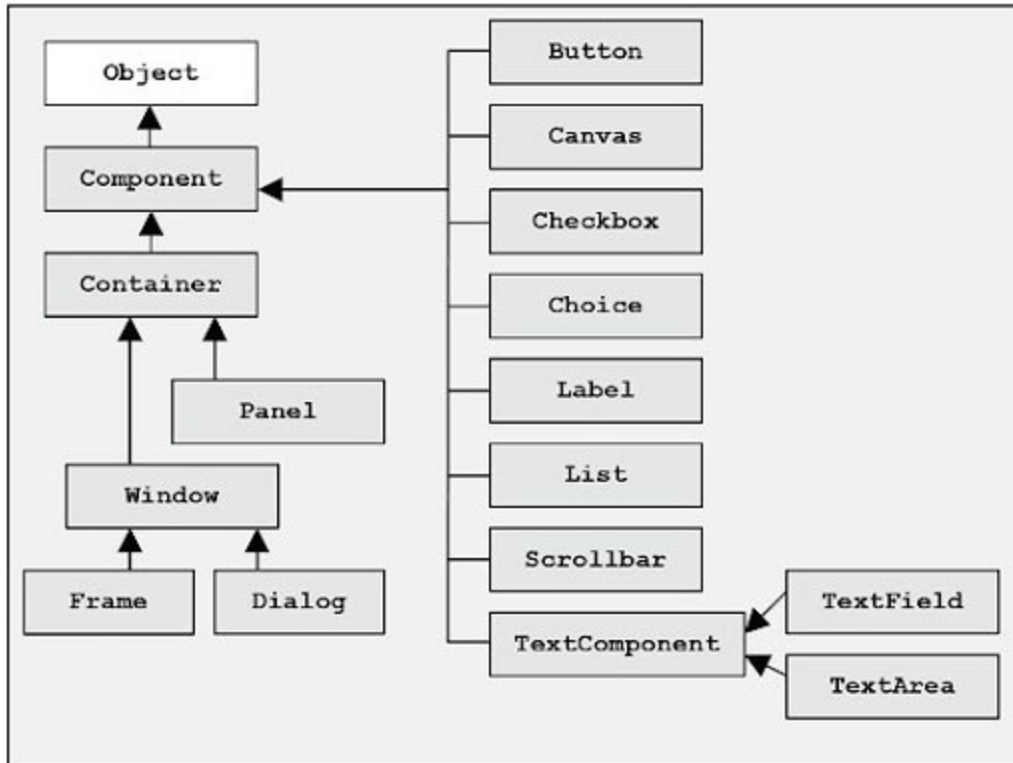 Object
Component
Container
Panel
Window
Frame
Dialog
Button
Canvas
Checkbox
Choice
Label
List
Scrollbar
TextComponent
TextField
TextArea